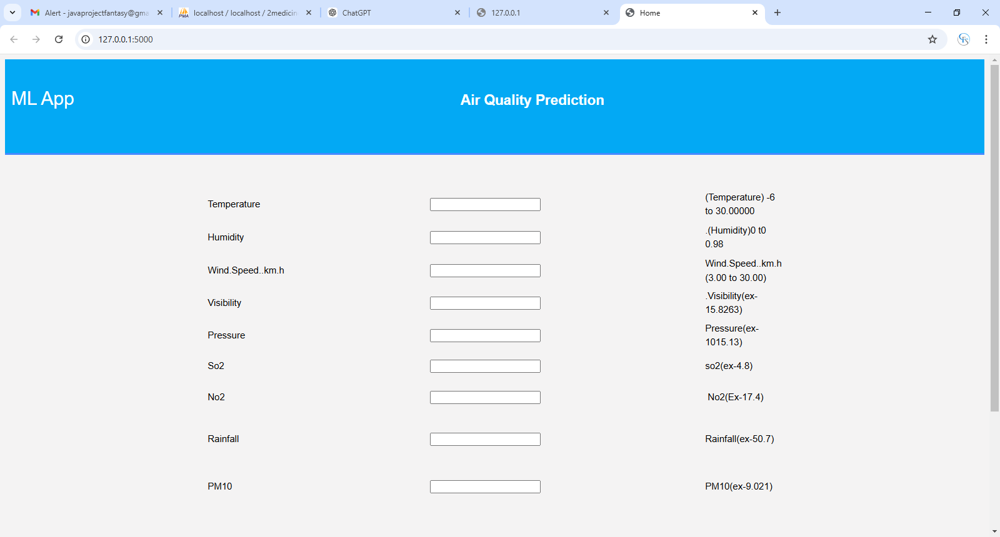 Alert - javaprojectfantasy@gma
localhost / localhost / 2medicin
ChatGPT
127.0.0.1
Home
127.0.0.1:5000
ML App
Air Quality Prediction
Temperature
(Temperature) -6
to 30.00000
Humidity
.(Humidity)0 t0
0.98
Wind.Speed..km.h
Wind.Speed..km.h
(3.00 to 30.00)
Visibility
.Visibility(ex-
15.8263)
Pressure
Pressure(ex-
1015.13)
So2
so2(ex-4.8)
No2
No2(Ex-17.4)
Rainfall
Rainfall(ex-50.7)
PM10
PM10(ex-9.021)